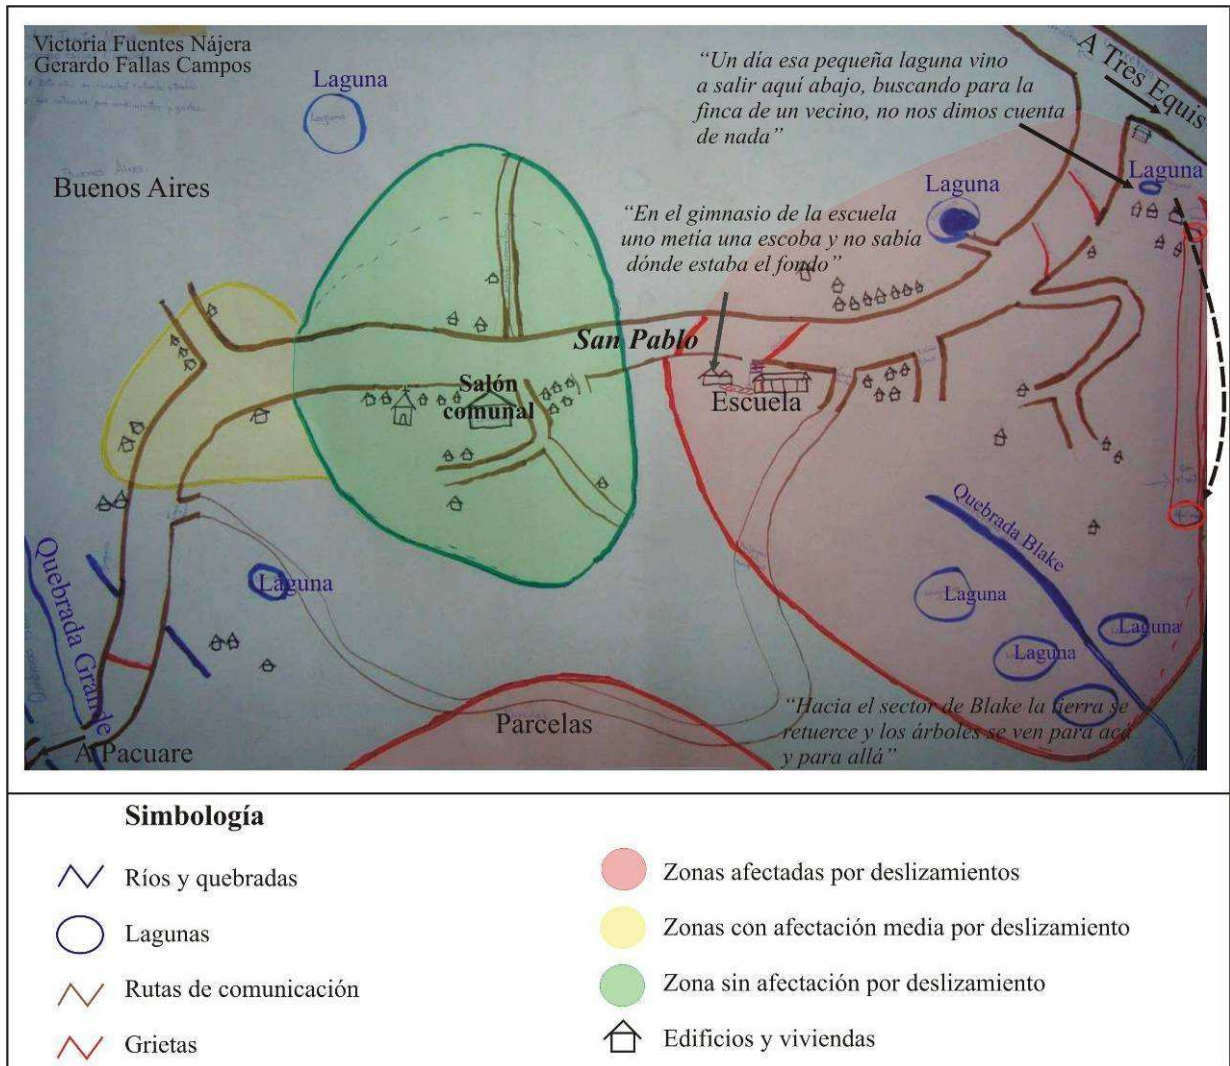 Victoria Fuentes Nájera
Gerardo Fallas Campos
Laguna
Buenos Aires
“Un día esa pequeña laguna vino
a salir aquí abajo, buscando para la
finca de un vecino, no nos dimos cuenta
de nada”
A Tres Equis
Laguna
Laguna
“En el gimnasio de la escuela
uno metía una escoba y no sabía
dónde estaba el fondo”
San Pablo
Salón
comunal
Escuela
Quebrada Blake
Quebrada Grande
Laguna
Laguna
Laguna
Laguna
Parcelas
“Hacia el sector de Blake la tierra se
retuerce y los árboles se ven para acá
y para allá”
A Pacuare
Simbología
Ríos y quebradas
Lagunas
Rutas de comunicación
Grietas
Zonas afectadas por deslizamientos
Zonas con afectación media por deslizamiento
Zona sin afectación por deslizamiento
Edificios y viviendas